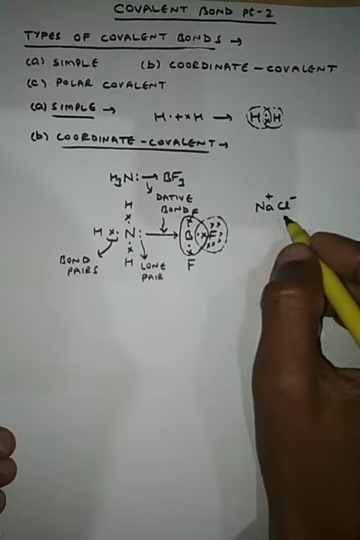 COVALENT BOND pt-2
TYPES OF COVALENT BONDS →
(a) SIMPLE (b) COORDINATE-COVALENT
(c) POLAR COVALENT
(a) SIMPLE → H·+×H → H:H
(b) COORDINATE-COVALENT →
H₃N: → BF₃
DATIVE
BOND
Na⁺Cl⁻
H F
H N: → B F
H F
BOND
PAIRS
LONE
PAIR